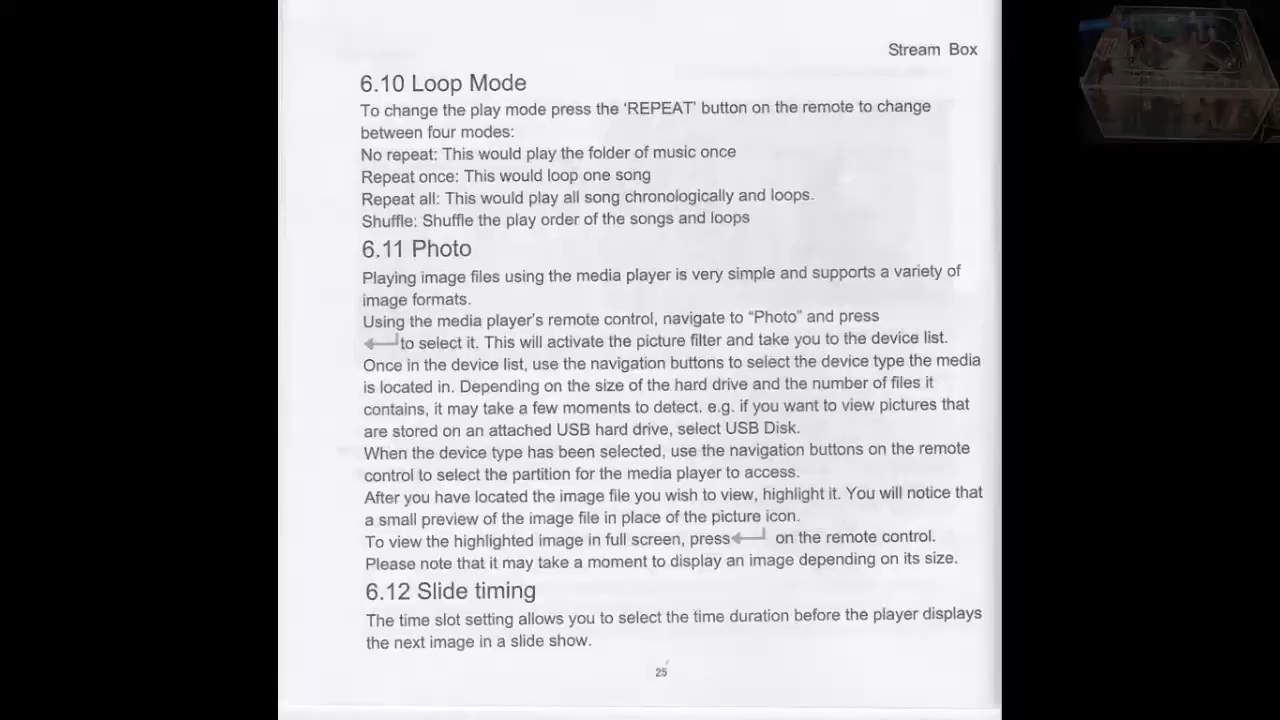 Stream Box
6.10 Loop Mode
To change the play mode press the ‘REPEAT’ button on the remote to change
between four modes:
No repeat: This would play the folder of music once
Repeat once: This would loop one song
Repeat all: This would play all song chronologically and loops.
Shuffle: Shuffle the play order of the songs and loops
6.11 Photo
Playing image files using the media player is very simple and supports a variety of
image formats.
Using the media player's remote control, navigate to “Photo” and press
to select it. This will activate the picture filter and take you to the device list.
Once in the device list, use the navigation buttons to select the device type the media
is located in. Depending on the size of the hard drive and the number of files it
contains, it may take a few moments to detect. e.g. if you want to view pictures that
are stored on an attached USB hard drive, select USB Disk.
When the device type has been selected, use the navigation buttons on the remote
control to select the partition for the media player to access.
After you have located the image file you wish to view, highlight it. You will notice that
a small preview of the image file in place of the picture icon.
To view the highlighted image in full screen, press on the remote control.
Please note that it may take a moment to display an image depending on its size.
6.12 Slide timing
The time slot setting allows you to select the time duration before the player displays
the next image in a slide show.
25